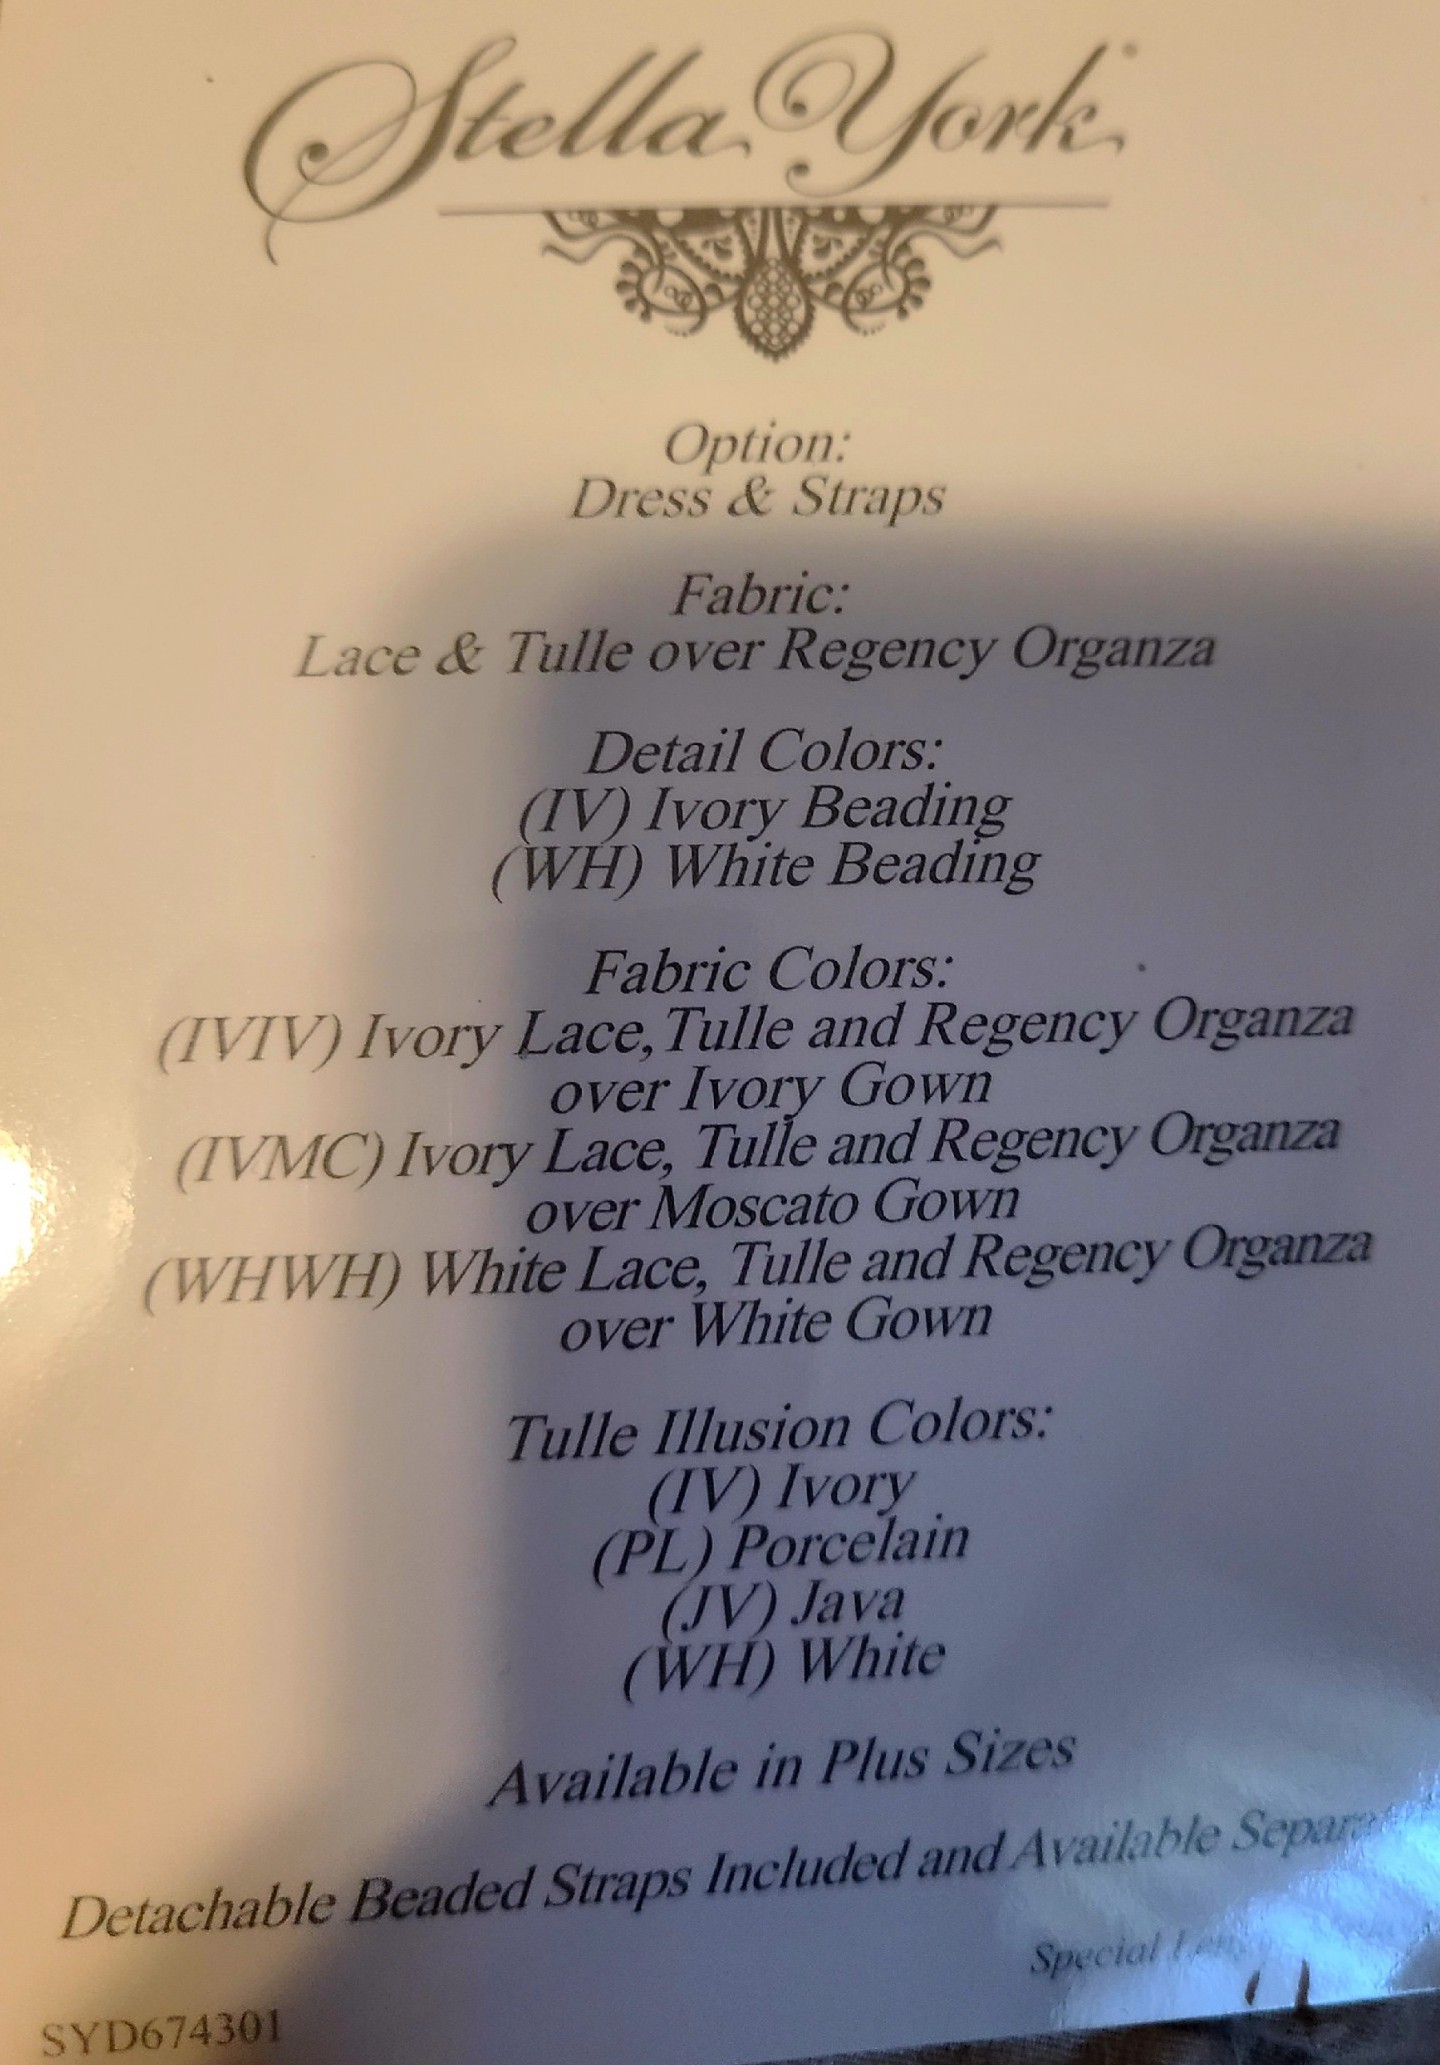 Stella York
Option:
Dress & Straps
Fabric:
Lace & Tulle over Regency Organza
Detail Colors:
(IV) Ivory Beading
(WH) White Beading
Fabric Colors:
(IVIV) Ivory Lace, Tulle and Regency Organza
over Ivory Gown
(IVMC) Ivory Lace, Tulle and Regency Organza
over Moscato Gown
(WHWH) White Lace, Tulle and Regency Organza
over White Gown
Tulle Illusion Colors:
(IV) Ivory
(PL) Porcelain
(JV) Java
(WH) White
Available in Plus Sizes
Detachable Beaded Straps Included and Available
Special
SYD674301